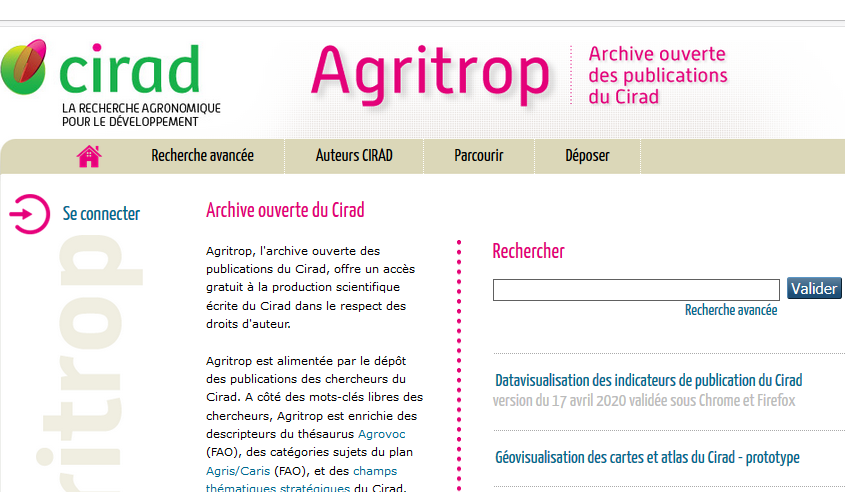 cirad
LA RECHERCHE AGRONOMIQUE
POUR LE DÉVELOPPEMENT
Agritrop
Archive ouverte
des publications
du Cirad
Recherche avancée
Auteurs CIRAD
Parcourir
Déposer
Se connecter
Archive ouverte du Cirad
Agritrop, l'archive ouverte des
publications du Cirad, offre un accès
gratuit à la production scientifique
écrite du Cirad dans le respect des
droits d'auteur.
Agritrop est alimentée par le dépôt
des publications des chercheurs du
Cirad. A côté des mots-clés libres des
chercheurs, Agritrop est enrichie des
descripteurs du thésaurus Agrovoc
(FAO), des catégories sujets du plan
Agris/Caris (FAO), et des champs
thématiques stratégiques du Cirad.
Rechercher
Valider
Recherche avancée
Datavisualisation des indicateurs de publication du Cirad
version du 17 avril 2020 validée sous Chrome et Firefox
Géovisualisation des cartes et atlas du Cirad - prototype
ritrop